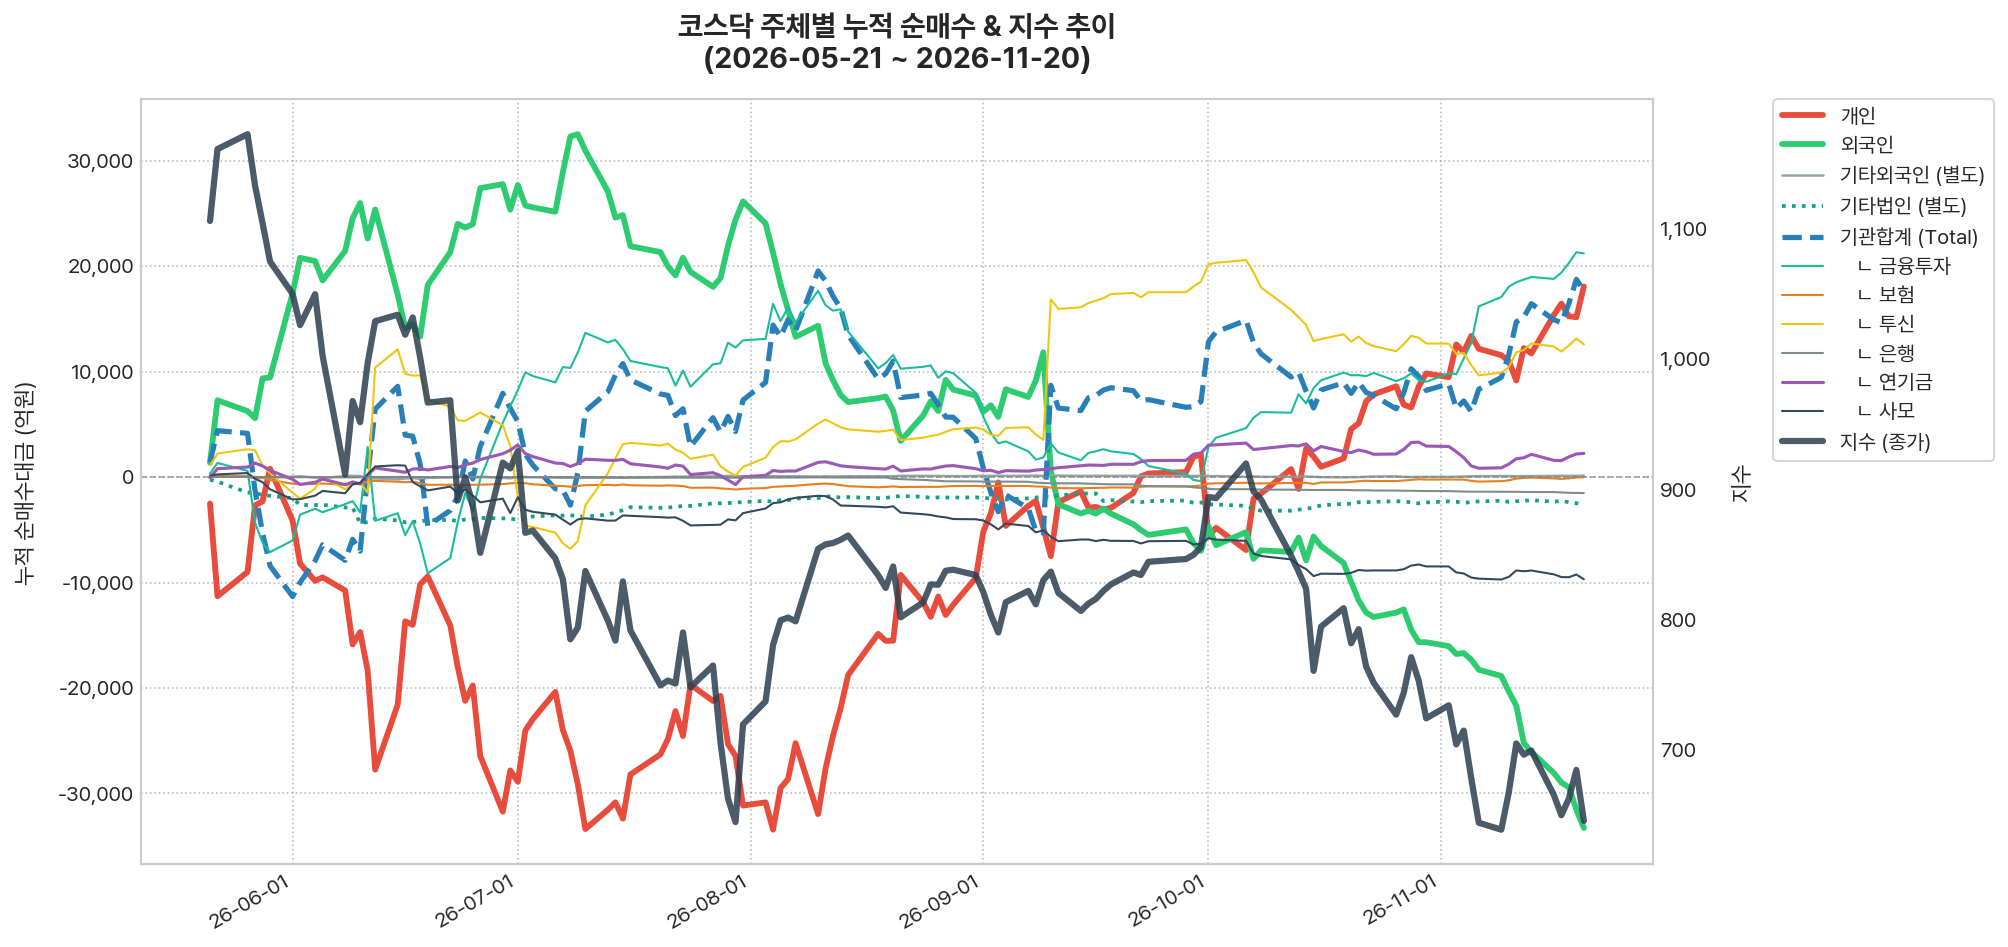 코스닥 주체별 누적 순매수 & 지수 추이
(2026-05-21 ~ 2026-11-20)
누적 순매수대금 (억원)
30,000
20,000
10,000
0
-10,000
-20,000
-30,000
26-06-01
26-07-01
26-08-01
26-09-01
26-10-01
26-11-01
1,100
1,000
900
800
700
지수
개인
외국인
기타외국인 (별도)
기타법인 (별도)
기관합계 (Total)
ㄴ 금융투자
ㄴ 보험
ㄴ 투신
ㄴ 은행
ㄴ 연기금
ㄴ 사모
지수 (종가)